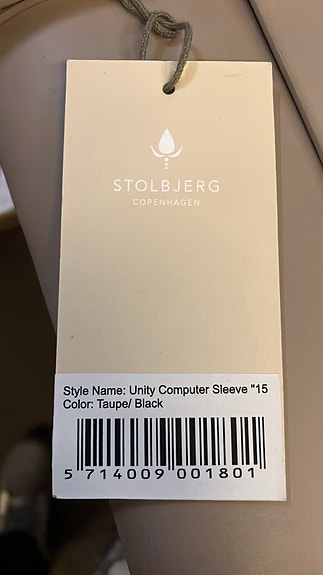 STOLBJERG
COPENHAGEN
Style Name: Unity Computer Sleeve "15
Color: Taupe/ Black
5 714009 001801